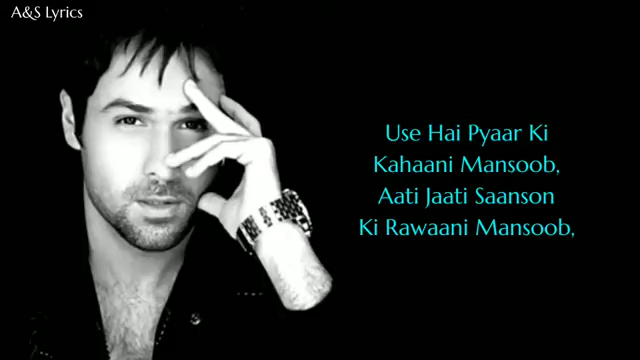 A&S Lyrics
Use Hai Pyaar Ki
Kahaani Mansoob,
Aati Jaati Saanson
Ki Rawaani Mansoob,